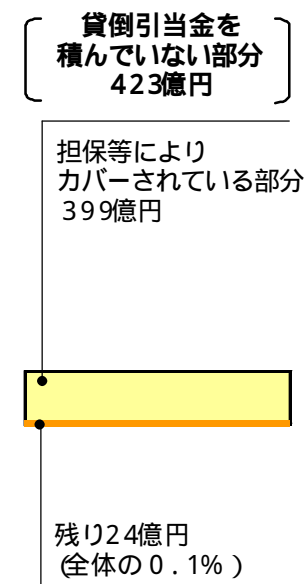 貸倒引当金を
積んでいない部分
423億円
担保等により
カバーされている部分
399億円
残り24億円
(全体の0.1%)